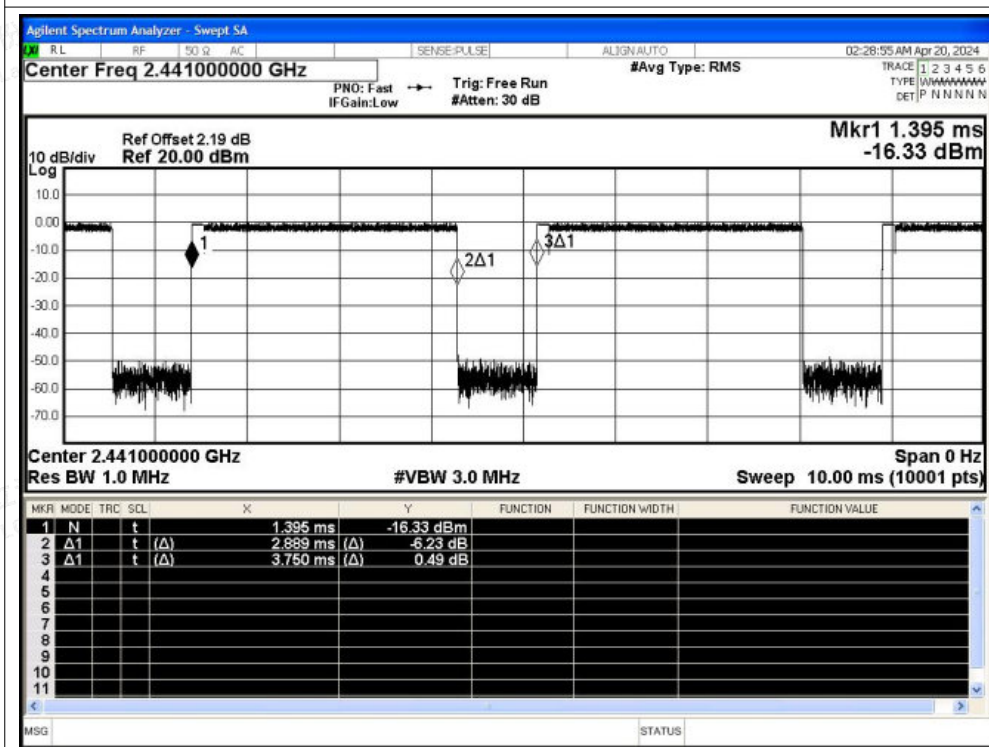 Agilent Spectrum Analyzer - Swept SA
LXI RL RF 50 Ω AC SENSE:PULSE ALIGN AUTO 02:28:55 AM Apr 20, 2024
Center Freq 2.441000000 GHz #Avg Type: RMS TRACE 1 2 3 4 5 6
PNO: Fast Trig: Free Run TYPE WWWWWW
IFGain:Low #Atten: 30 dB DET P N N N N N
Mkr1 1.395 ms
Ref Offset 2.19 dB
10 dB/div Ref 20.00 dBm -16.33 dBm
Log
10.0
0.00
1 3Δ1
-10.0
2Δ1
-20.0
-30.0
-40.0
-50.0
-60.0
-70.0
Center 2.441000000 GHz Span 0 Hz
Res BW 1.0 MHz #VBW 3.0 MHz Sweep 10.00 ms (10001 pts)
MKR MODE TRC SCL X Y FUNCTION FUNCTION WIDTH FUNCTION VALUE
1 N t 1.395 ms -16.33 dBm
2 Δ1 t (Δ) 2.889 ms (Δ) -6.23 dB
3 Δ1 t (Δ) 3.750 ms (Δ) 0.49 dB
4
5
6
7
8
9
10
11
MSG STATUS